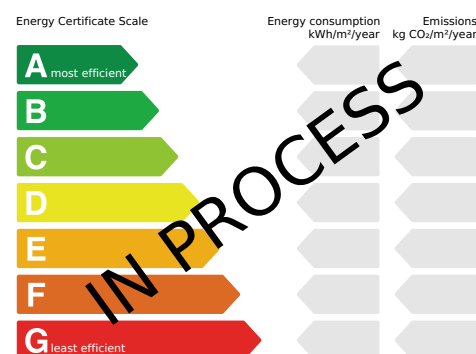 Energy Certificate Scale
Energy consumption
kWh/m²/year
Emissions
kg CO₂/m²/year
A most efficient
B
C
D
E
F
G least efficient
IN PROCESS